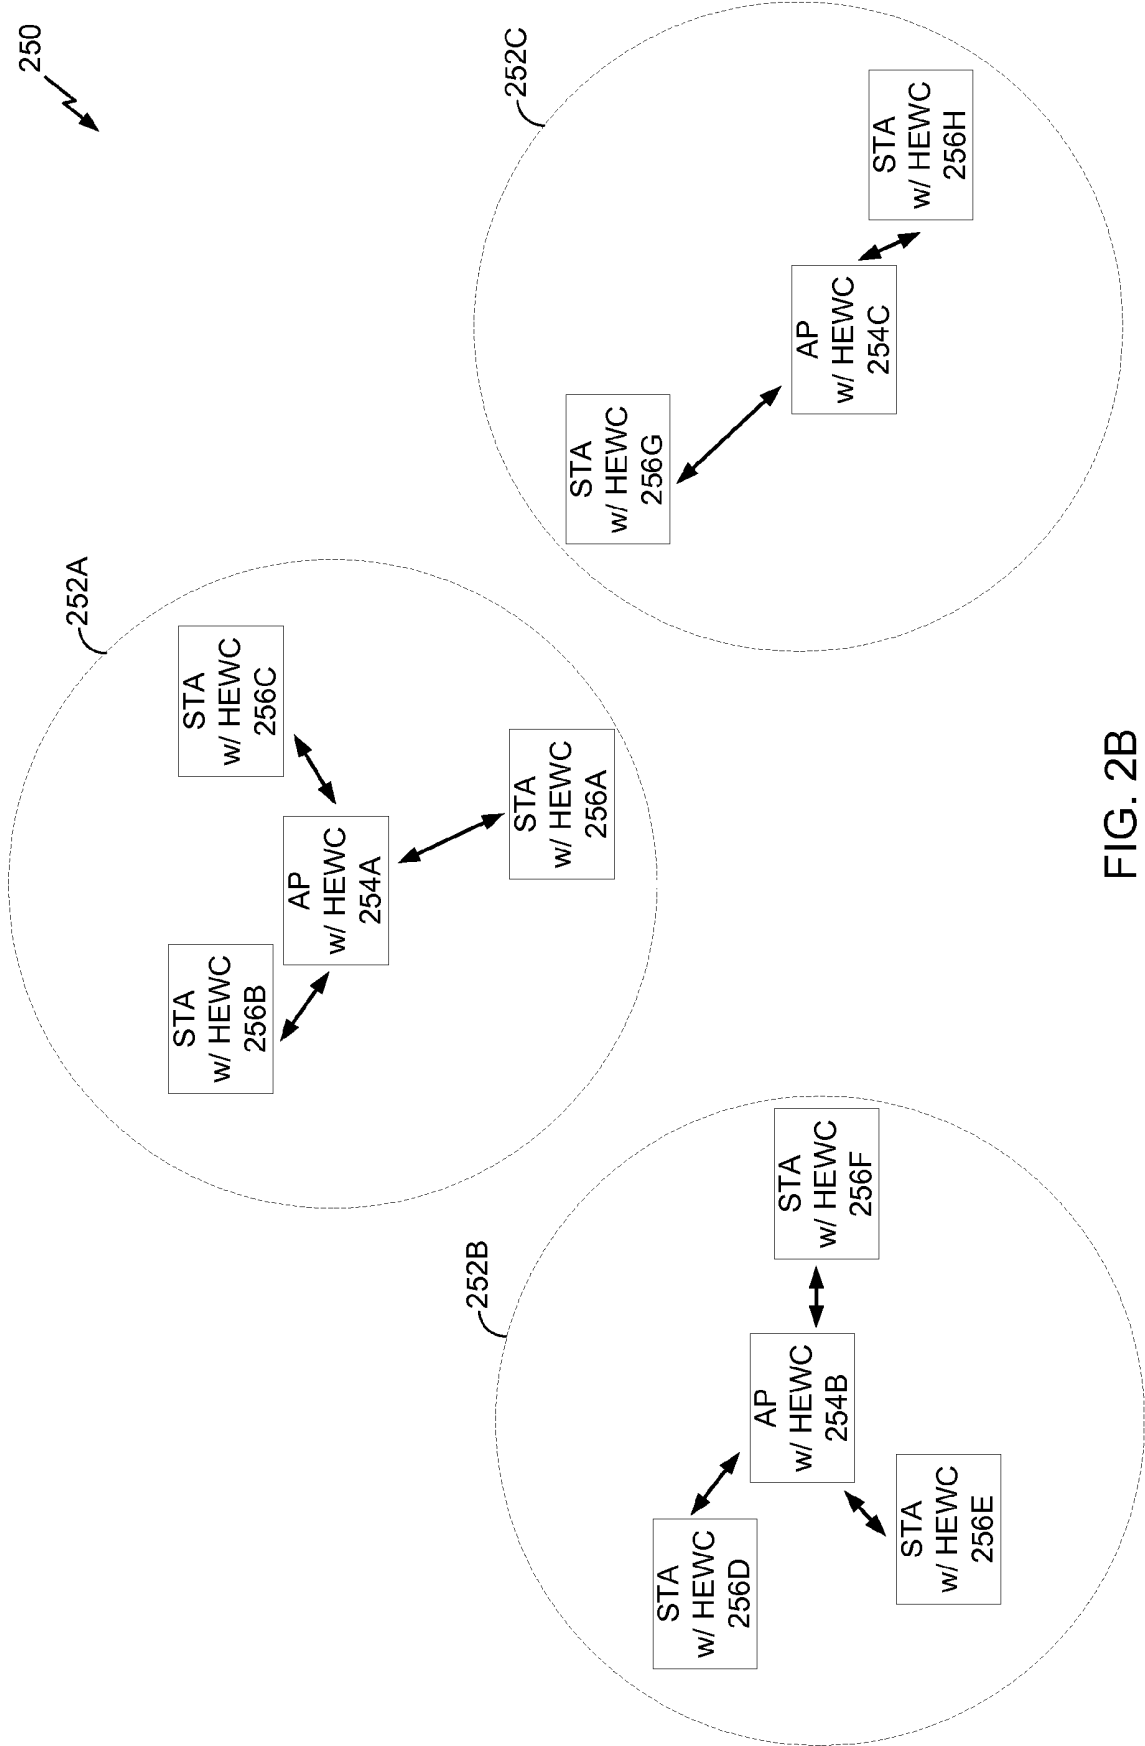 250
252A
STA
w/ HEWC
256B
STA
w/ HEWC
256C
AP
w/ HEWC
254A
STA
w/ HEWC
256A
252B
STA
w/ HEWC
256D
AP
w/ HEWC
254B
STA
w/ HEWC
256F
STA
w/ HEWC
256E
252C
STA
w/ HEWC
256G
AP
w/ HEWC
254C
STA
w/ HEWC
256H
FIG. 2B